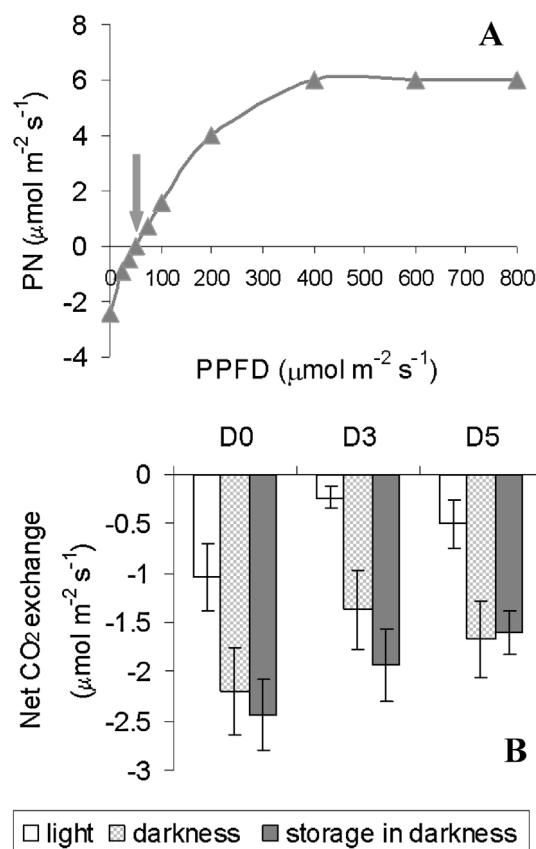 A
8
6
4
2
0
-2
-4
0 100 200 300 400 500 600 700 800
PN (μmol m⁻² s⁻¹)
PPFD (μmol m⁻² s⁻¹)
D0 D3 D5
0
-0.5
-1
-1.5
-2
-2.5
-3
Net CO₂ exchange
(μmol m⁻² s⁻¹)
B
light darkness storage in darkness